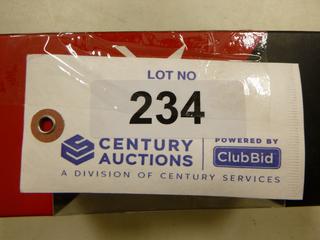 LOT NO
234
CENTURY
AUCTIONS
POWERED BY
ClubBid
A DIVISION OF CENTURY SERVICES